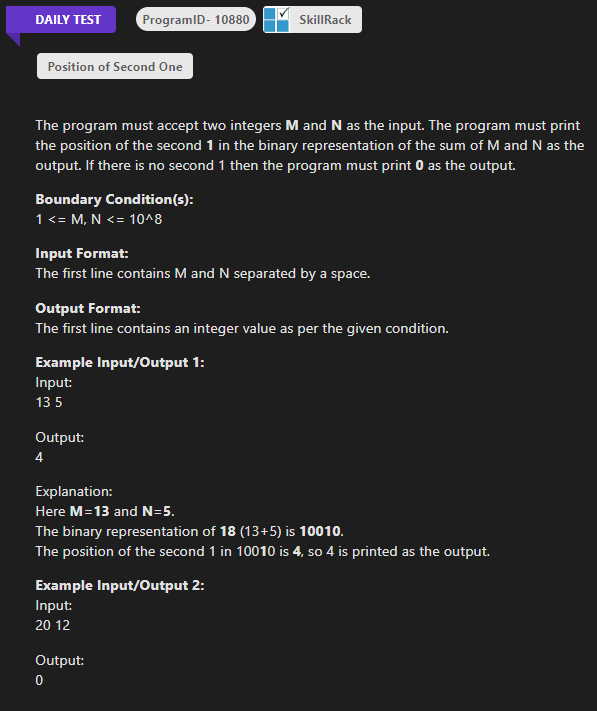 DAILY TEST
ProgramID- 10880
SkillRack
Position of Second One
The program must accept two integers M and N as the input. The program must print
the position of the second 1 in the binary representation of the sum of M and N as the
output. If there is no second 1 then the program must print 0 as the output.
Boundary Condition(s):
1 <= M, N <= 10^8
Input Format:
The first line contains M and N separated by a space.
Output Format:
The first line contains an integer value as per the given condition.
Example Input/Output 1:
Input:
13 5
Output:
4
Explanation:
Here M=13 and N=5.
The binary representation of 18 (13+5) is 10010.
The position of the second 1 in 10010 is 4, so 4 is printed as the output.
Example Input/Output 2:
Input:
20 12
Output:
0